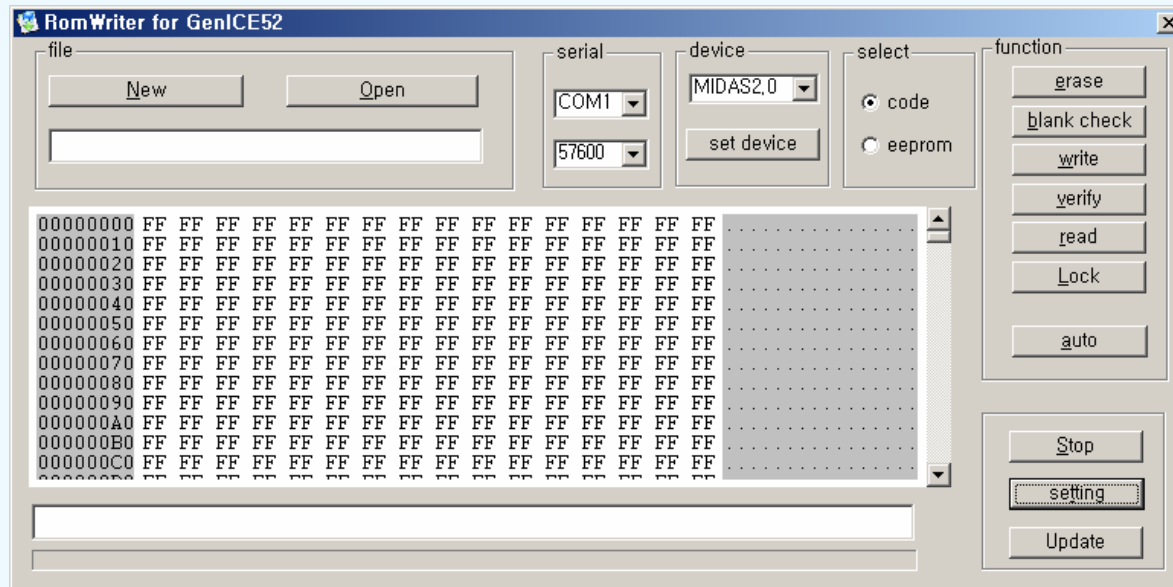 Rom₩riter for GenICE52
file
New
Open
serial
COM1
57600
device
MIDAS2,0
set device
select
code
eeprom
function
erase
blank check
write
verify
read
Lock
auto
00000000 FF FF FF FF FF FF FF FF FF FF FF FF FF FF FF FF ................
00000010 FF FF FF FF FF FF FF FF FF FF FF FF FF FF FF FF ................
00000020 FF FF FF FF FF FF FF FF FF FF FF FF FF FF FF FF ................
00000030 FF FF FF FF FF FF FF FF FF FF FF FF FF FF FF FF ................
00000040 FF FF FF FF FF FF FF FF FF FF FF FF FF FF FF FF ................
00000050 FF FF FF FF FF FF FF FF FF FF FF FF FF FF FF FF ................
00000060 FF FF FF FF FF FF FF FF FF FF FF FF FF FF FF FF ................
00000070 FF FF FF FF FF FF FF FF FF FF FF FF FF FF FF FF ................
00000080 FF FF FF FF FF FF FF FF FF FF FF FF FF FF FF FF ................
00000090 FF FF FF FF FF FF FF FF FF FF FF FF FF FF FF FF ................
000000A0 FF FF FF FF FF FF FF FF FF FF FF FF FF FF FF FF ................
000000B0 FF FF FF FF FF FF FF FF FF FF FF FF FF FF FF FF ................
000000C0 FF FF FF FF FF FF FF FF FF FF FF FF FF FF FF FF ................
Stop
setting
Update